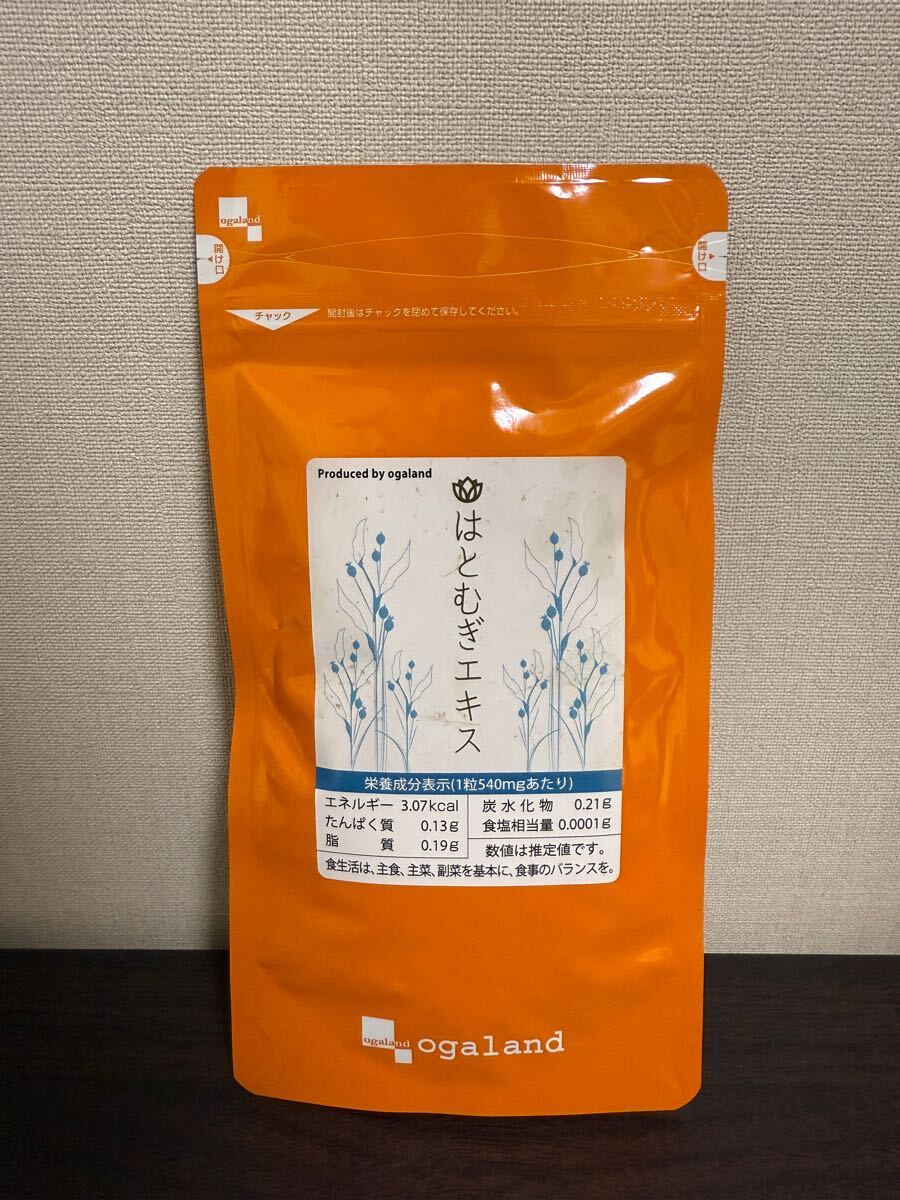 ogaland
開け口
開け口
チャック
開封後はチャックを閉めて保存してください。
Produced by ogaland
はとむぎエキス
栄養成分表示(1粒540mgあたり)
エネルギー 3.07kcal
たんぱく質 0.13g
脂質 0.19g
炭水化物 0.21g
食塩相当量 0.0001g
数値は推定値です。
食生活は、主食、主菜、副菜を基本に、食事のバランスを。
ogaland
ogaland